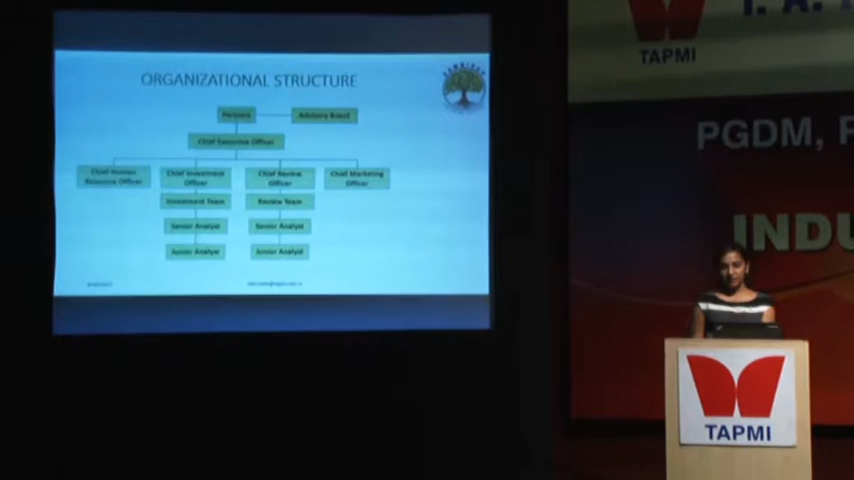 ORGANIZATIONAL STRUCTURE
Patrons
Advisory Board
Chief Executive Officer
Chief Human
Resource Officer
Chief Investment
Officer
Chief Review
Officer
Chief Marketing
Officer
Investment Team
Review Team
Senior Analyst
Senior Analyst
Junior Analyst
Junior Analyst
T. A.
TAPMI
PGDM,
INDU
TAPMI